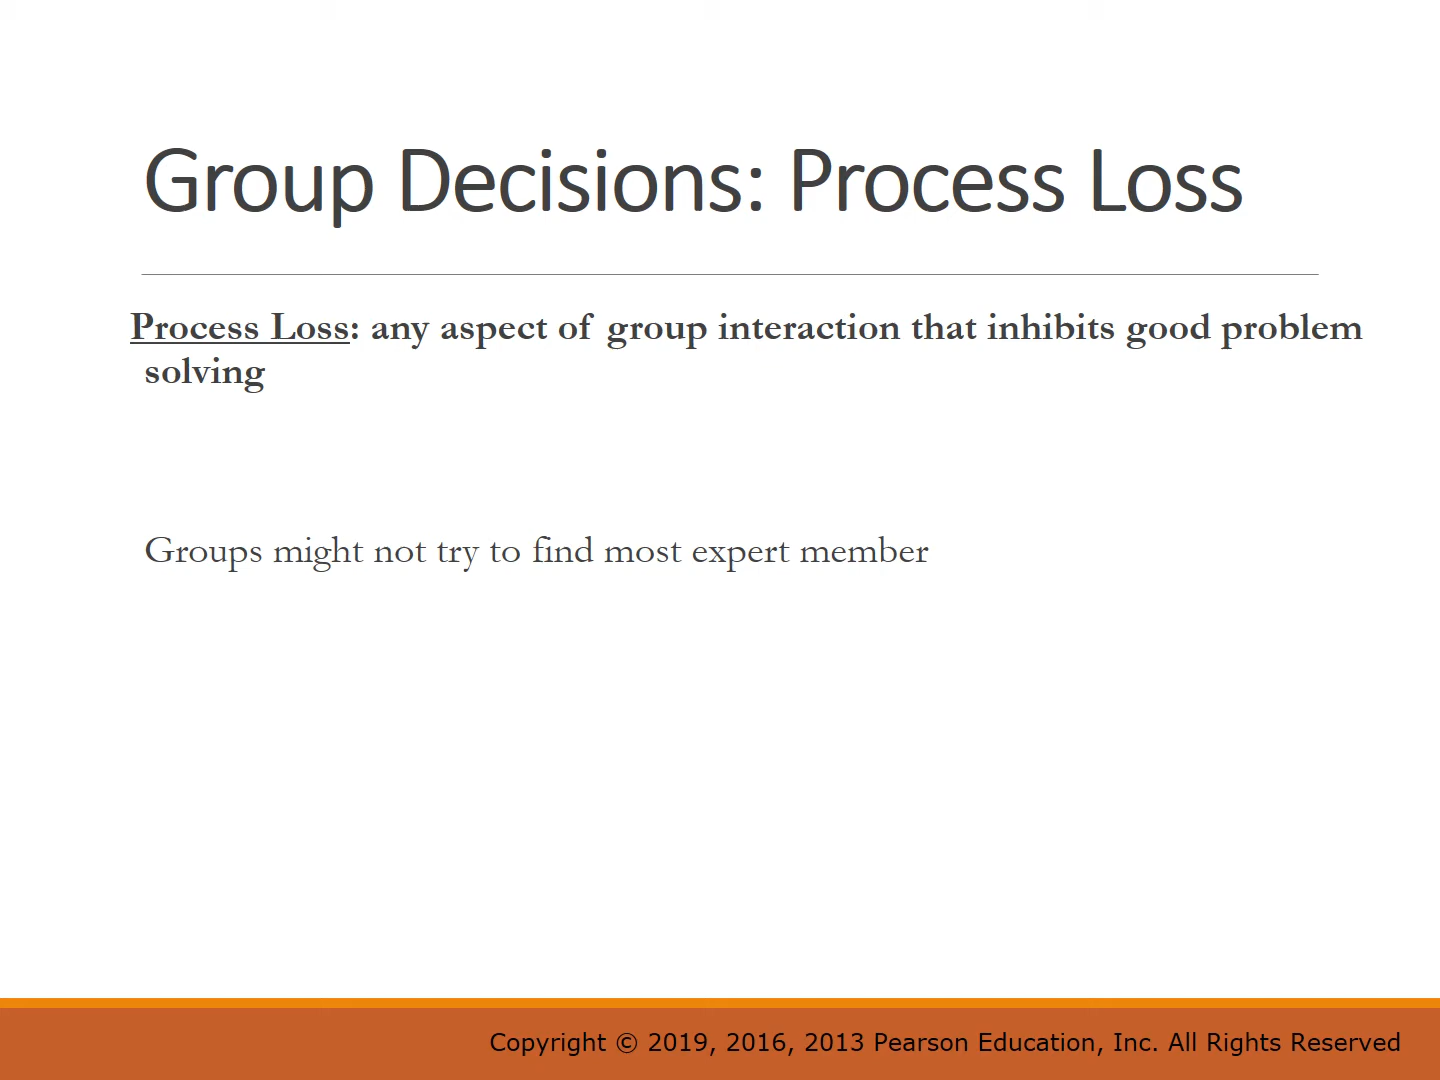 Group Decisions: Process Loss
Process Loss: any aspect of group interaction that inhibits good problem
solving
Groups might not try to find most expert member
Copyright © 2019, 2016, 2013 Pearson Education, Inc. All Rights Reserved